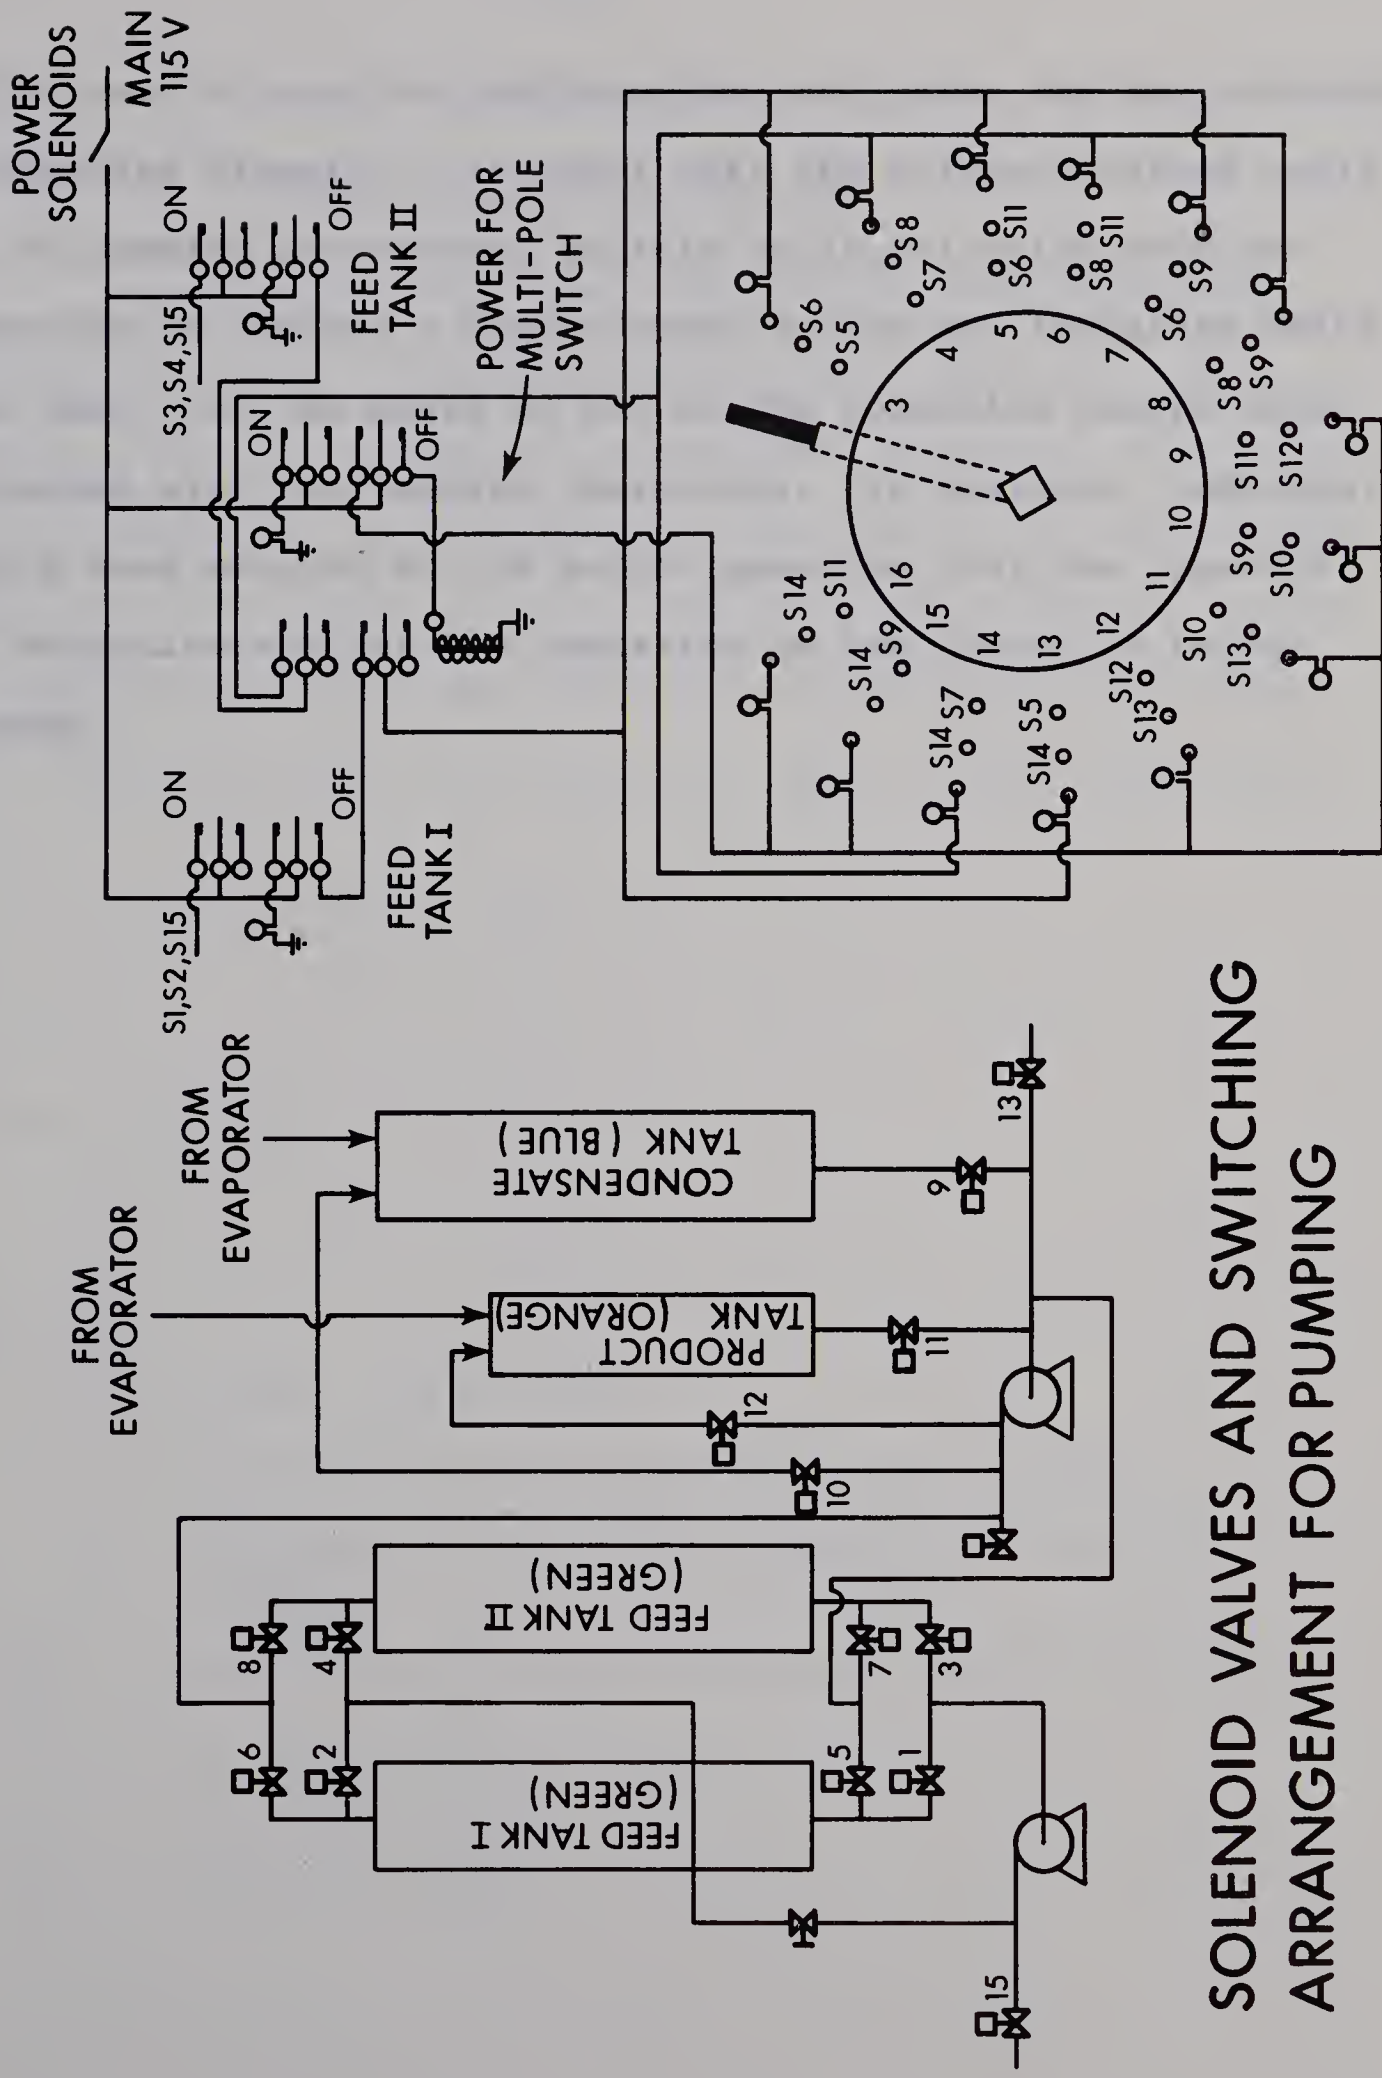 POWER
SOLENOIDS
MAIN
115 V
ON
OFF
S3,S4,S15
FEED
TANK II
ON
OFF
POWER FOR
MULTI-POLE
SWITCH
S1,S2,S15
ON
OFF
FEED
TANK I
S5
S6
S7
S8
S6
S11
S8
S11
S6
S9
S8
S9
S11
S12
S9
S10
S10
S13
S12
S13
S5
S14
S7
S14
S9
S14
S11
S14
3
4
5
6
7
8
9
10
11
12
13
14
15
16
FROM
EVAPORATOR
FROM
EVAPORATOR
CONDENSATE
TANK (BLUE)
PRODUCT
TANK (ORANGE)
FEED TANK II
(GREEN)
FEED TANK I
(GREEN)
6
2
8
4
5
1
7
3
10
12
11
9
13
15
SOLENOID VALVES AND SWITCHING
ARRANGEMENT FOR PUMPING